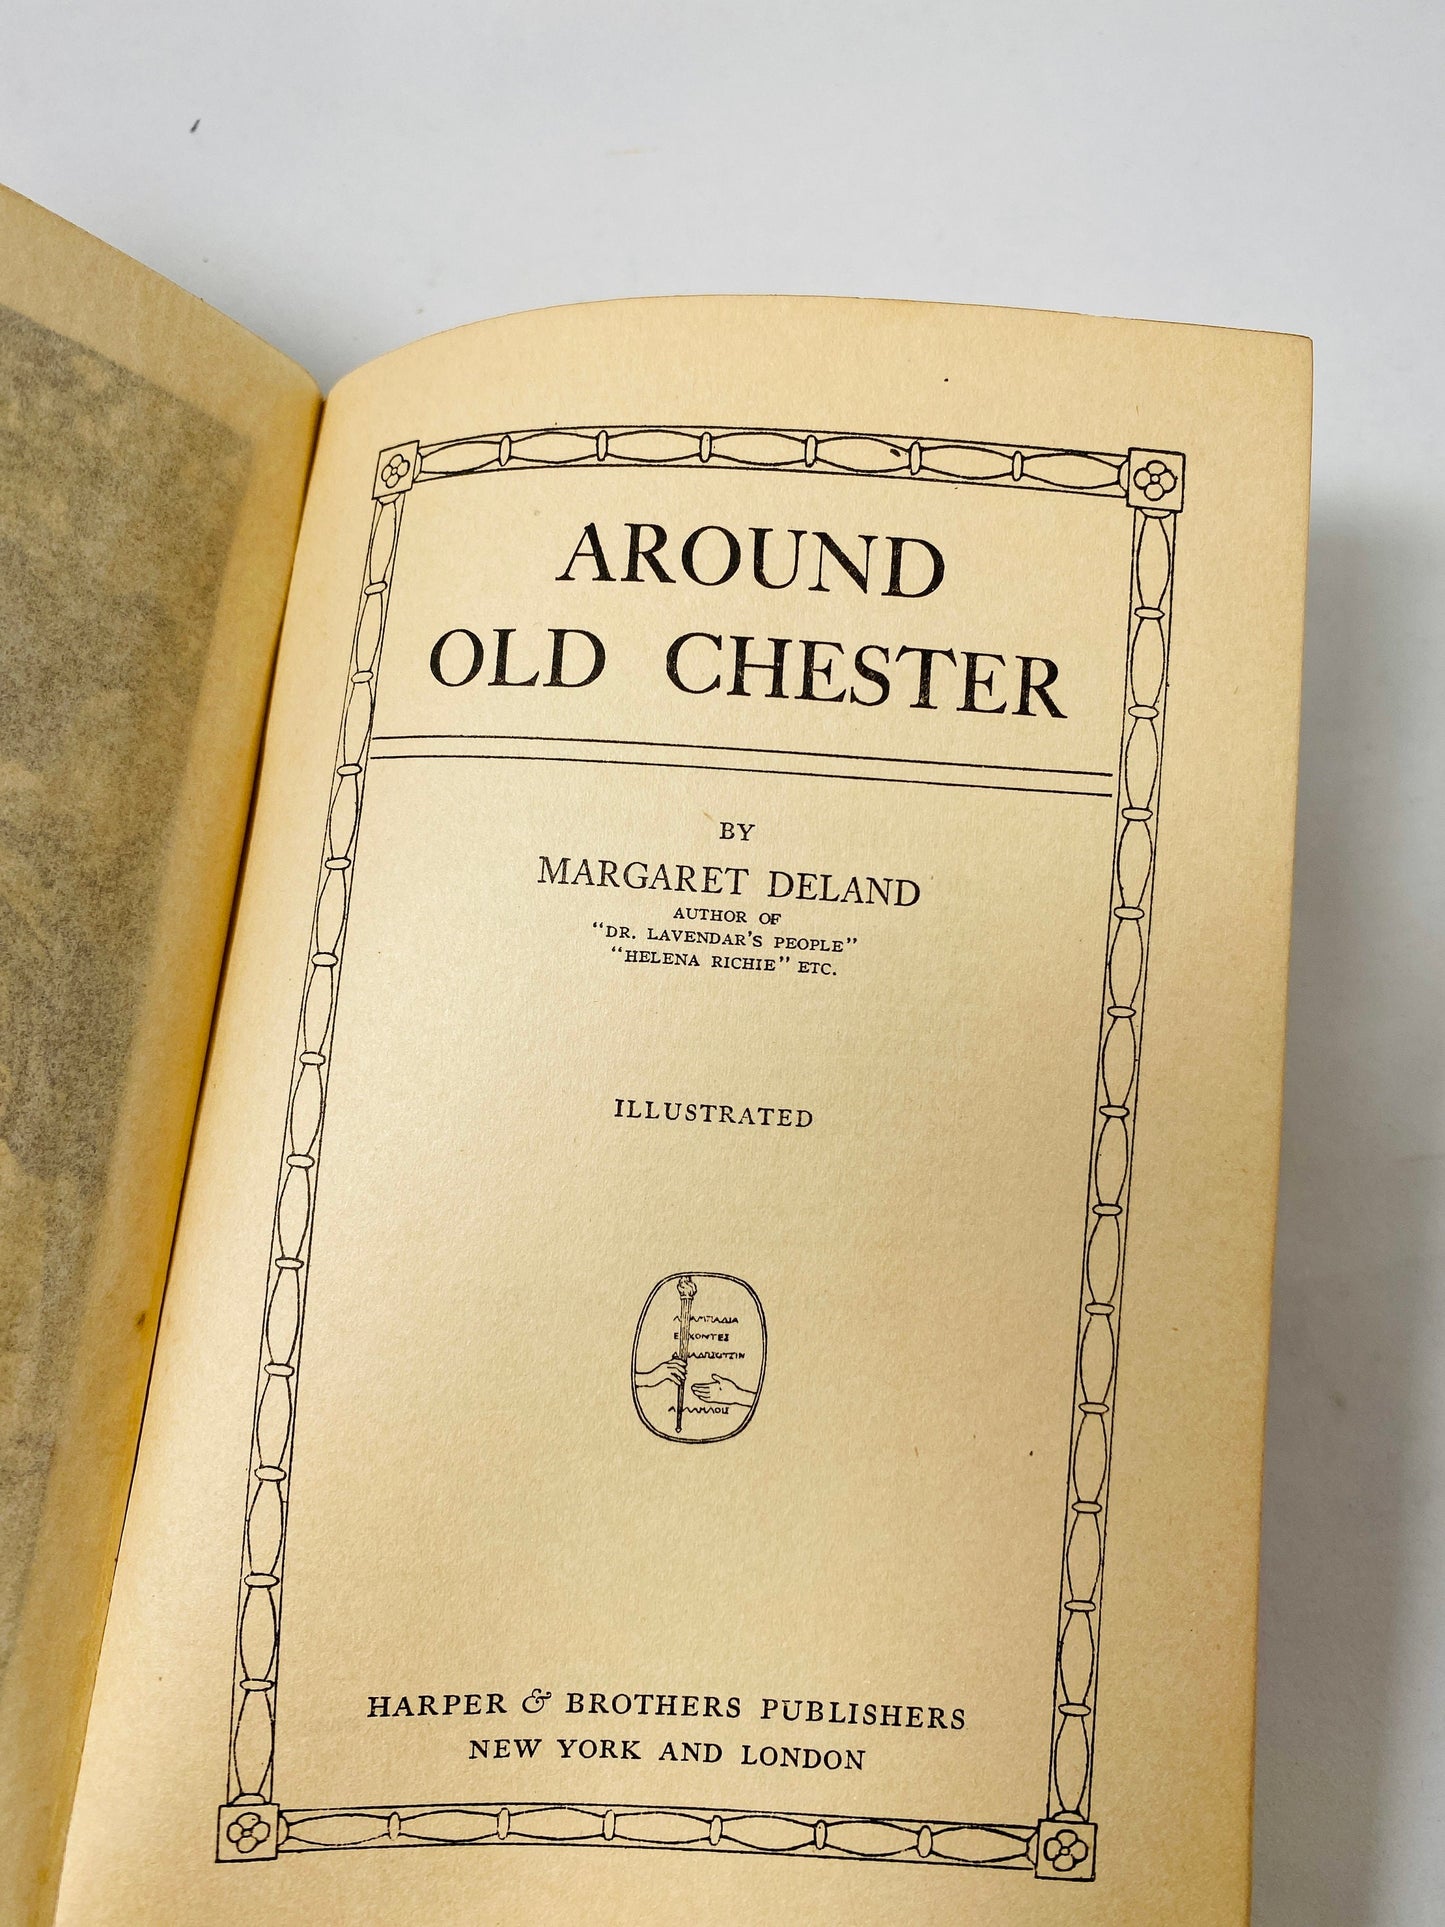 AROUND
OLD CHESTER
BY
MARGARET DELAND
AUTHOR OF
"DR. LAVENDAR'S PEOPLE"
"HELENA RICHIE" ETC.
ILLUSTRATED
HARPER & BROTHERS PUBLISHERS
NEW YORK AND LONDON